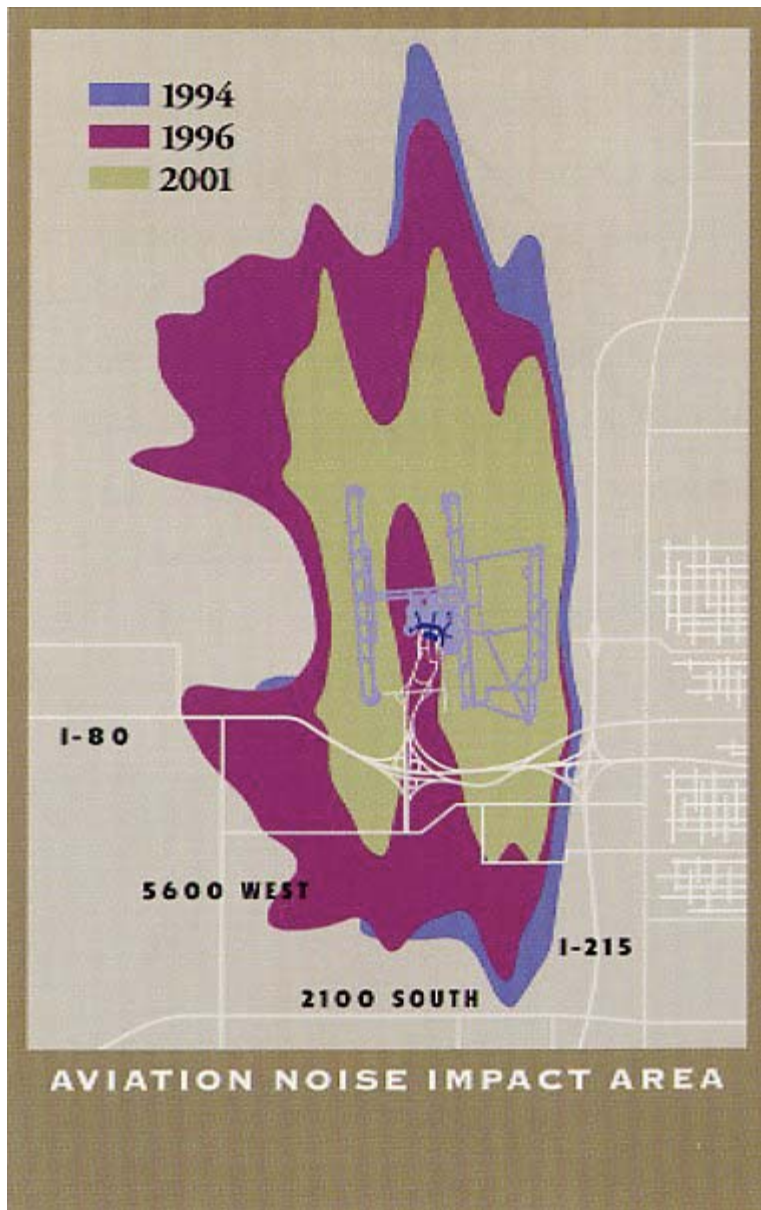 1994
1996
2001
I-80
5600 WEST
I-215
2100 SOUTH
AVIATION NOISE IMPACT AREA